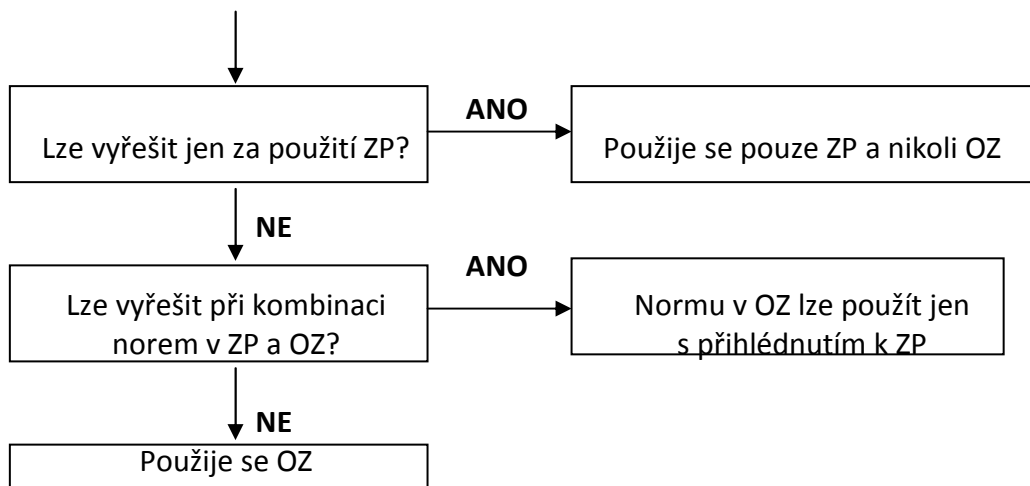 Lze vyřešit jen za použití ZP?
ANO
Použije se pouze ZP a nikoli OZ
NE
Lze vyřešit při kombinaci
norem v ZP a OZ?
ANO
Normu v OZ lze použít jen
s přihlédnutím k ZP
NE
Použije se OZ